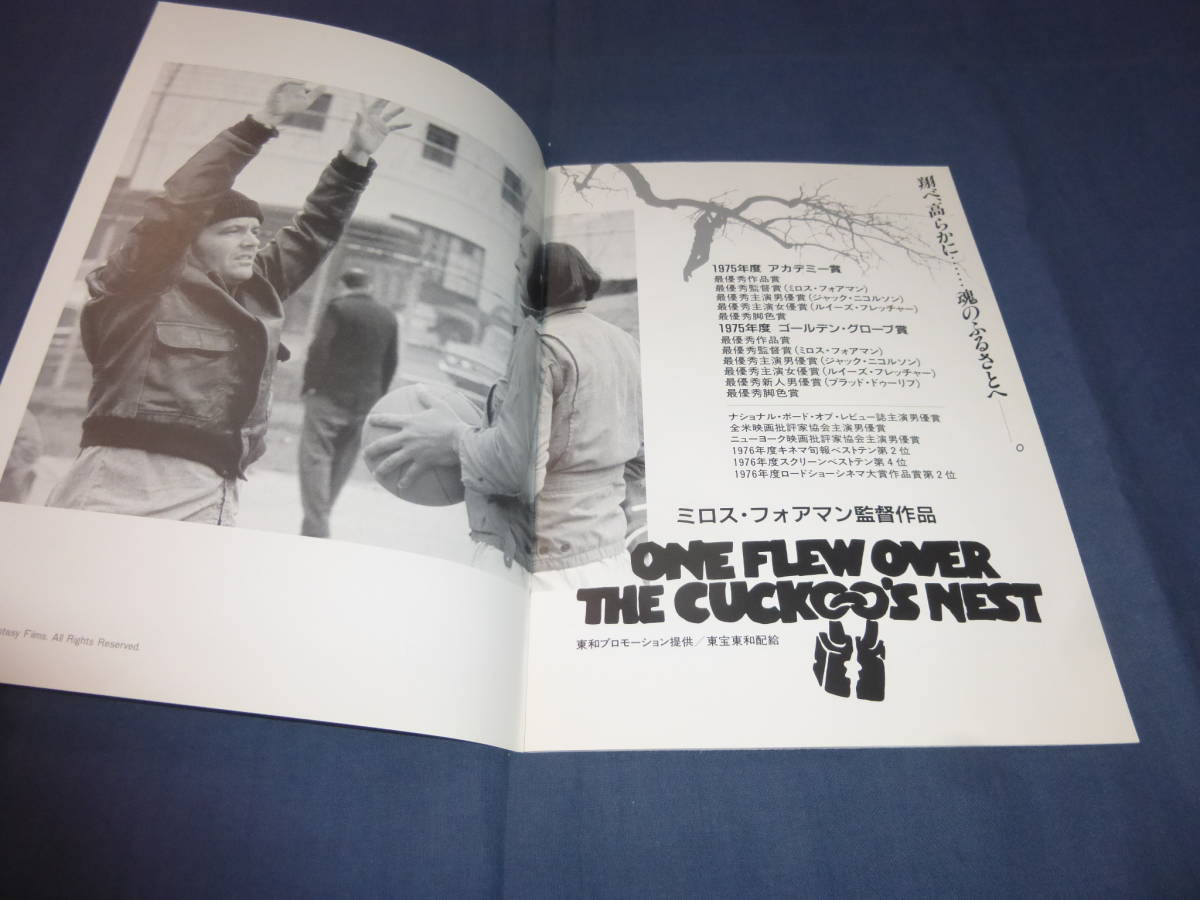 ntasy Films. All Rights Reserved.
翔べ、高らかに……魂のふるさとへ――。
1975年度 アカデミー賞
最優秀作品賞
最優秀監督賞(ミロス・フォアマン)
最優秀主演男優賞(ジャック・ニコルソン)
最優秀主演女優賞(ルイーズ・フレッチャー)
最優秀脚色賞
1975年度 ゴールデン・グローブ賞
最優秀作品賞
最優秀監督賞(ミロス・フォアマン)
最優秀主演男優賞(ジャック・ニコルソン)
最優秀主演女優賞(ルイーズ・フレッチャー)
最優秀新人男優賞(ブラッド・ドゥーリフ)
最優秀脚色賞
ナショナル・ボード・オブ・レビュー誌主演男優賞
全米映画批評家協会主演男優賞
ニューヨーク映画批評家協会主演男優賞
1976年度キネマ旬報ベストテン第2位
1976年度スクリーンベストテン第4位
1976年度ロードショーシネマ大賞作品賞第2位
ミロス・フォアマン監督作品
ONE FLEW OVER
THE CUCKOO'S NEST
東和プロモーション提供/東宝東和配給